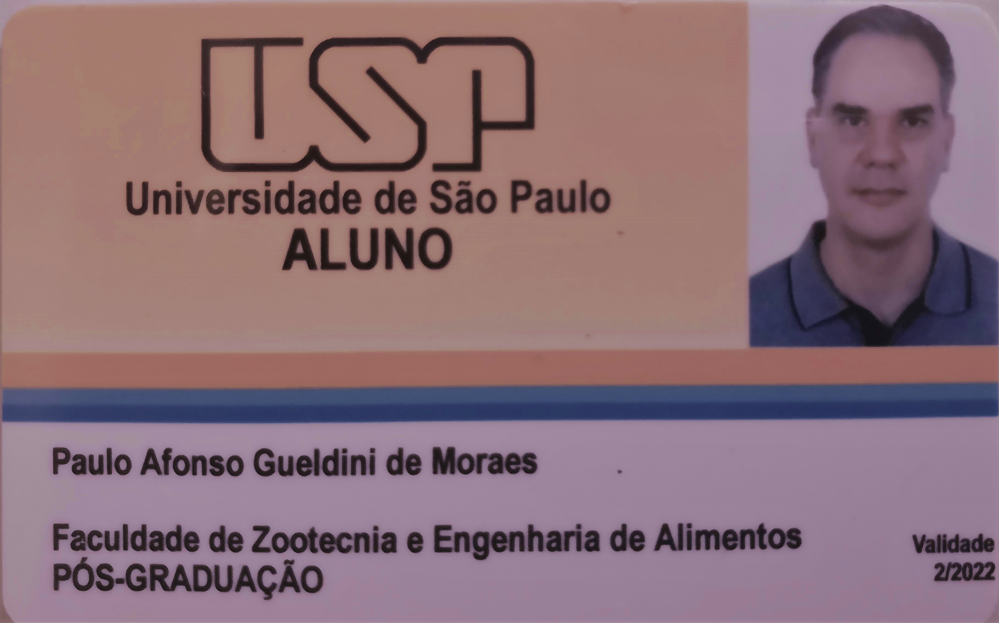 USP
Universidade de São Paulo
ALUNO
Paulo Afonso Gueldini de Moraes
Faculdade de Zootecnia e Engenharia de Alimentos
PÓS-GRADUAÇÃO
Validade
2/2022